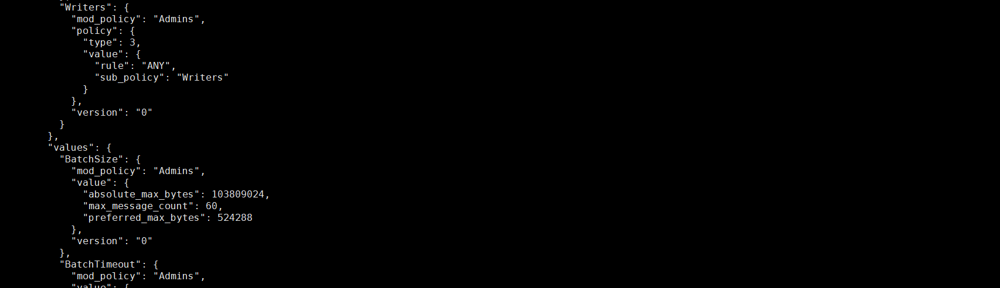 "Writers": {
"mod_policy": "Admins",
"policy": {
"type": 3,
"value": {
"rule": "ANY",
"sub_policy": "Writers"
}
},
"version": "0"
}
},
"values": {
"BatchSize": {
"mod_policy": "Admins",
"value": {
"absolute_max_bytes": 103809024,
"max_message_count": 60,
"preferred_max_bytes": 524288
},
"version": "0"
},
"BatchTimeout": {
"mod_policy": "Admins",
"value": {